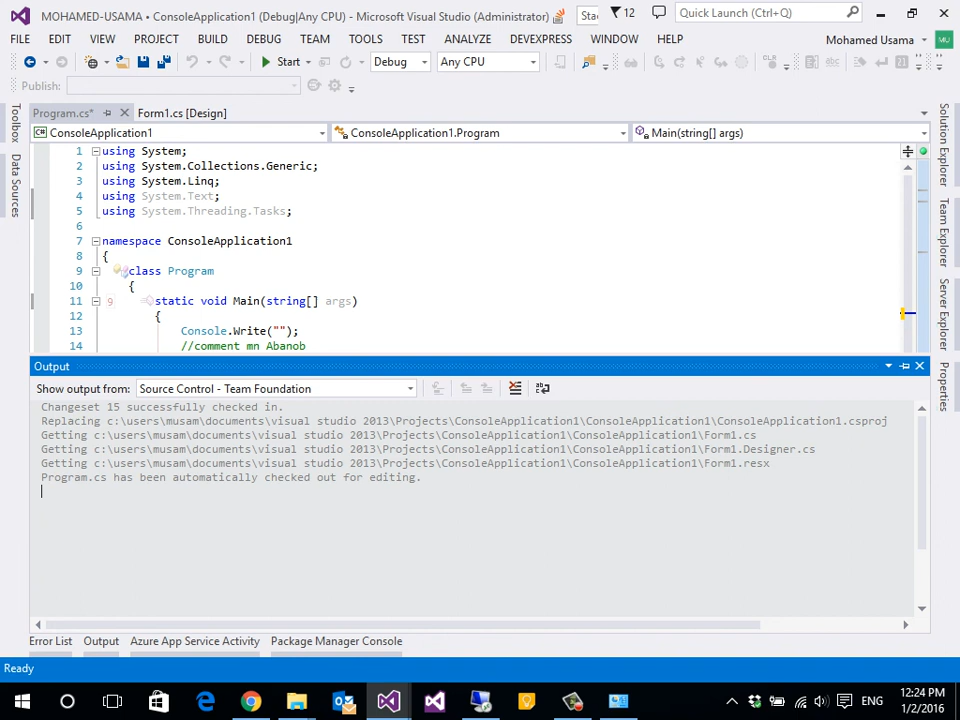 MOHAMED-USAMA ▸ ConsoleApplication1 (Debug|Any CPU) - Microsoft Visual Studio (Administrator)
Sta
12
Quick Launch (Ctrl+Q)
FILE EDIT VIEW PROJECT BUILD DEBUG TEAM TOOLS TEST ANALYZE DEVEXPRESS WINDOW HELP
Mohamed Usama MU
Start Debug Any CPU
Publish:
Program.cs* Form1.cs [Design]
ConsoleApplication1 ConsoleApplication1.Program Main(string[] args)
Toolbox
Data Sources
1 using System;
2 using System.Collections.Generic;
3 using System.Linq;
4 using System.Text;
5 using System.Threading.Tasks;
6
7 namespace ConsoleApplication1
8 {
9 class Program
10 {
11 9 static void Main(string[] args)
12 {
13 Console.Write("");
14 //comment mn Abanob
Solution Explorer
Team Explorer
Server Explorer
Properties
Output
Show output from: Source Control - Team Foundation
Changeset 15 successfully checked in.
Replacing c:\users\musam\documents\visual studio 2013\Projects\ConsoleApplication1\ConsoleApplication1\ConsoleApplication1.csproj
Getting c:\users\musam\documents\visual studio 2013\Projects\ConsoleApplication1\ConsoleApplication1\Form1.cs
Getting c:\users\musam\documents\visual studio 2013\Projects\ConsoleApplication1\ConsoleApplication1\Form1.Designer.cs
Getting c:\users\musam\documents\visual studio 2013\Projects\ConsoleApplication1\ConsoleApplication1\Form1.resx
Program.cs has been automatically checked out for editing.
Error List Output Azure App Service Activity Package Manager Console
Ready
ENG
12:24 PM
1/2/2016